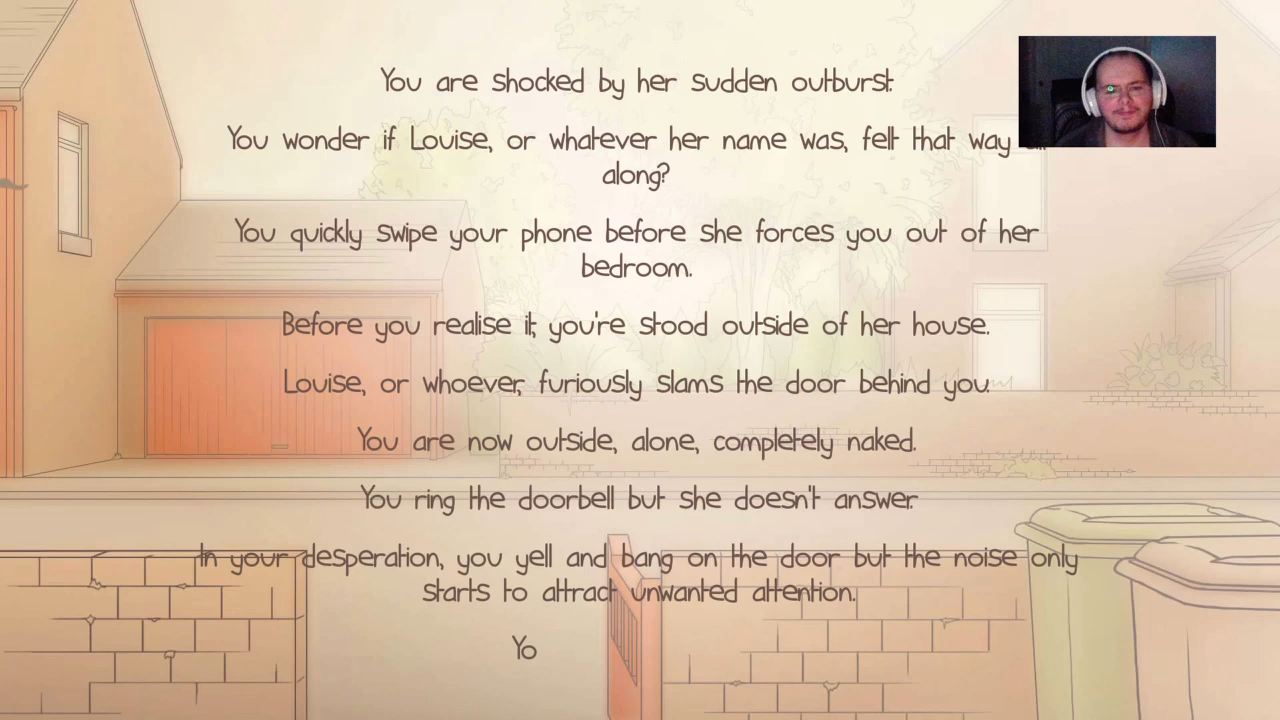 You are shocked by her sudden outburst.
You wonder if Louise, or whatever her name was, felt that way
along?
You quickly swipe your phone before she forces you out of her
bedroom.
Before you realise it, you're stood outside of her house.
Louise, or whoever, furiously slams the door behind you.
You are now outside, alone, completely naked.
You ring the doorbell but she doesn't answer.
In your desperation, you yell and bang on the door but the noise only
starts to attract unwanted attention.
Yo